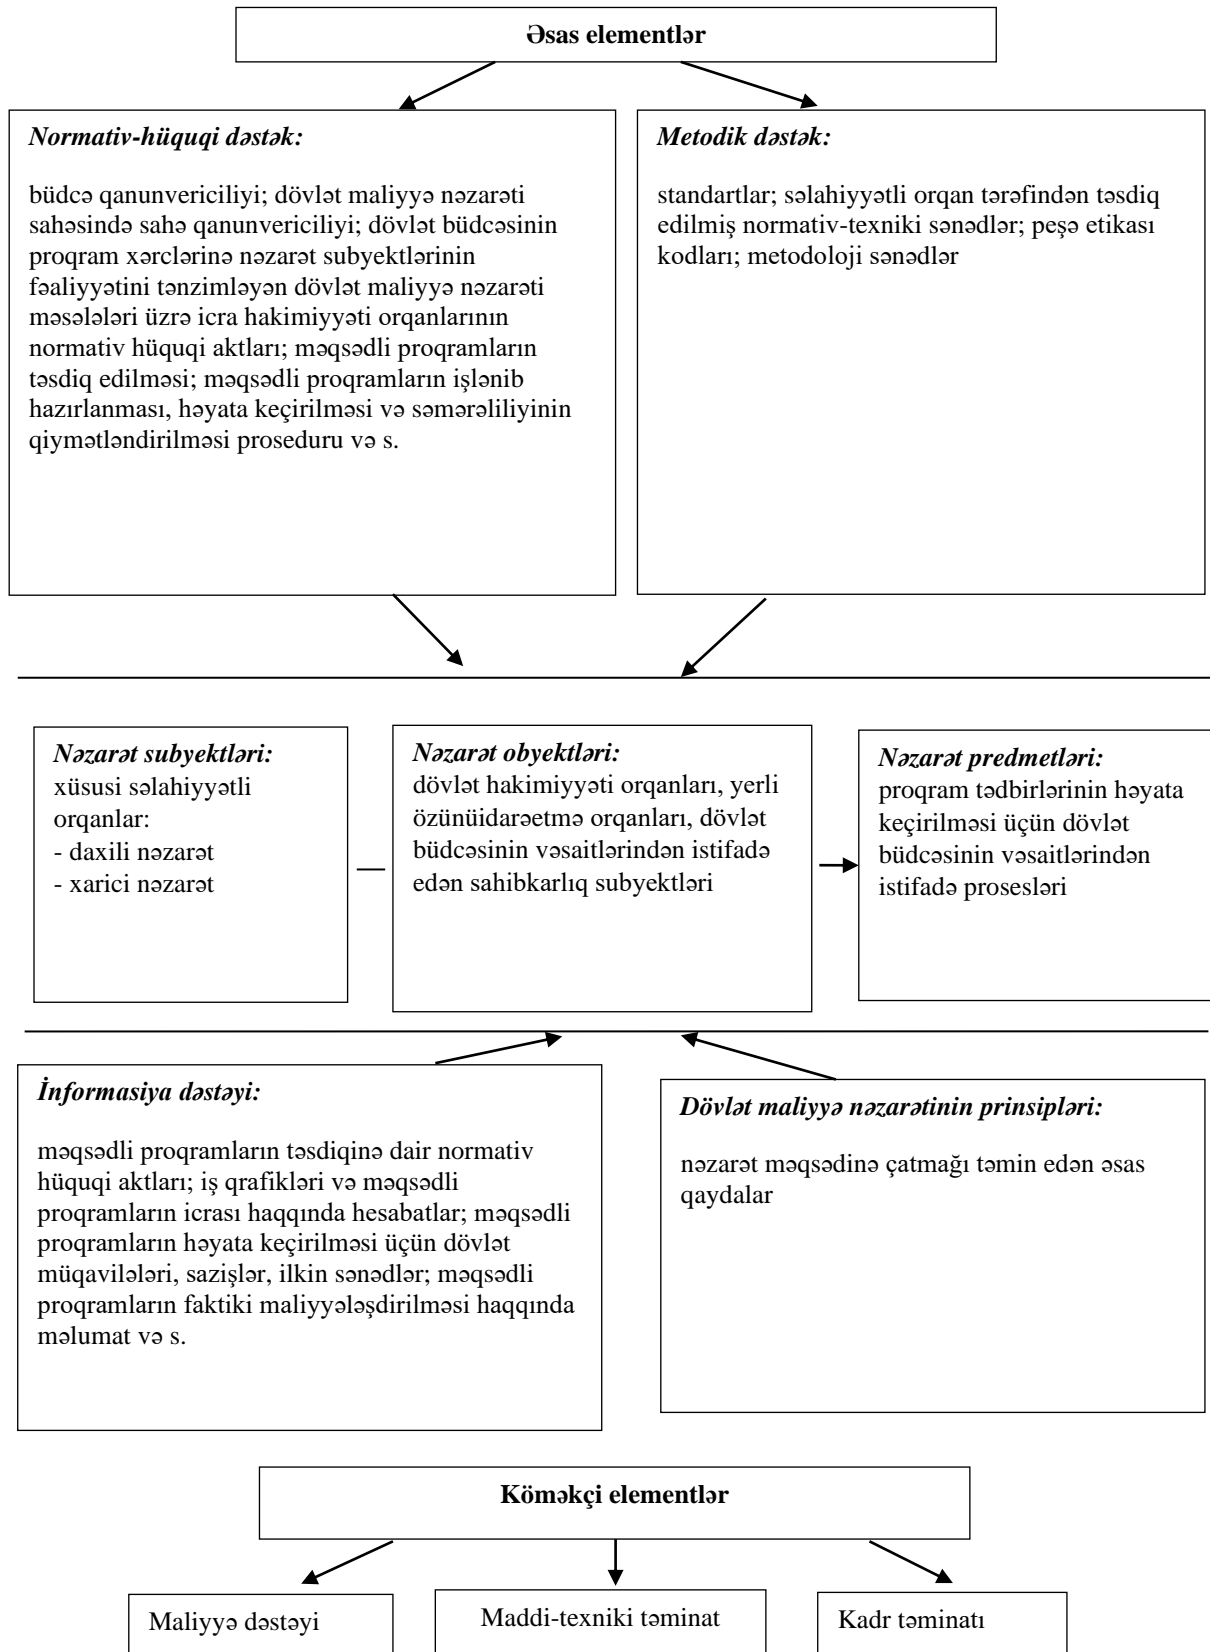 Əsas elementlər
Normativ-hüquqi dəstək:
büdcə qanunvericiliyi; dövlət maliyyə nəzarəti
sahəsində sahə qanunvericiliyi; dövlət büdcəsinin
proqram xərclərinə nəzarət subyektlərinin
fəaliyyətini tənzimləyən dövlət maliyyə nəzarəti
məsələləri üzrə icra hakimiyyəti orqanlarının
normativ hüquqi aktları; məqsədli proqramların
təsdiq edilməsi; məqsədli proqramların işlənib
hazırlanması, həyata keçirilməsi və səmərəliliyinin
qiymətləndirilməsi proseduru və s.
Metodik dəstək:
standartlar; səlahiyyətli orqan tərəfindən təsdiq
edilmiş normativ-texniki sənədlər; peşə etikası
kodları; metodoloji sənədlər
Nəzarət subyektləri:
xüsusi səlahiyyətli
orqanlar:
- daxili nəzarət
- xarici nəzarət
Nəzarət obyektləri:
dövlət hakimiyyəti orqanları, yerli
özünüidarəetmə orqanları, dövlət
büdcəsinin vəsaitlərindən istifadə
edən sahibkarlıq subyektləri
Nəzarət predmetləri:
proqram tədbirlərinin həyata
keçirilməsi üçün dövlət
büdcəsinin vəsaitlərindən
istifadə prosesləri
İnformasiya dəstəyi:
məqsədli proqramların təsdiqinə dair normativ
hüquqi aktları; iş qrafikləri və məqsədli
proqramların icrası haqqında hesabatlar; məqsədli
proqramların həyata keçirilməsi üçün dövlət
müqavilələri, sazişlər, ilkin sənədlər; məqsədli
proqramların faktiki maliyyələşdirilməsi haqqında
məlumat və s.
Dövlət maliyyə nəzarətinin prinsipləri:
nəzarət məqsədinə çatmağı təmin edən əsas
qaydalar
Köməkçi elementlər
Maliyyə dəstəyi
Maddi-texniki təminat
Kadr təminatı